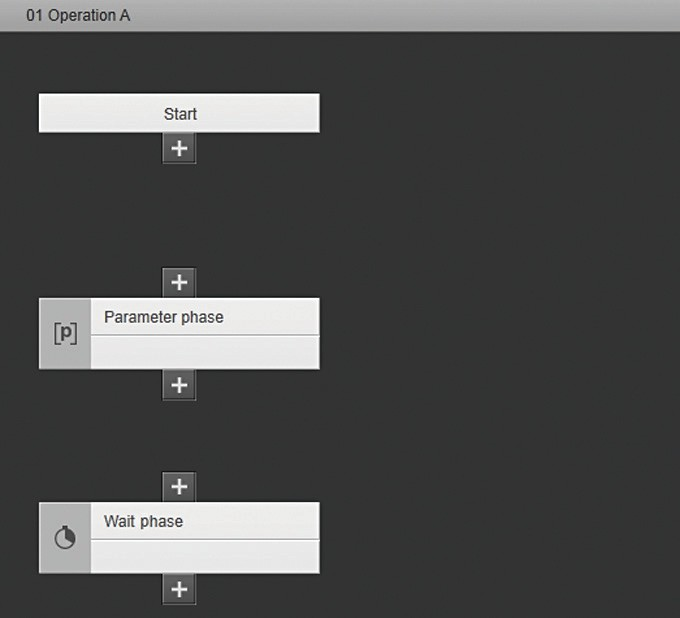 01 Operation A
Start
Parameter phase
[p]
Wait phase